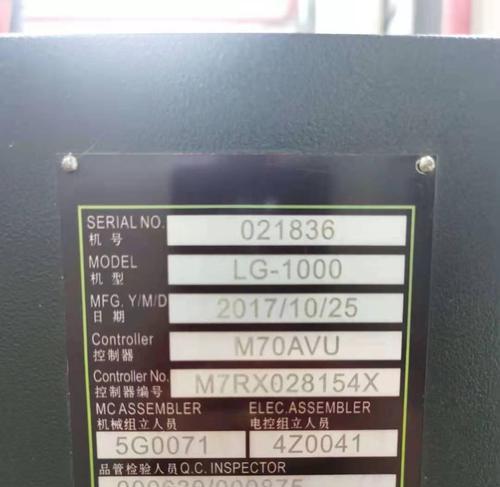 SERIAL NO. 021836
机 号
MODEL LG-1000
机 型
MFG. Y/M/D 2017/10/25
日 期
Controller M70AVU
控制器
Controller No. M7RX028154X
控制器编号
MC ASSEMBLER ELEC. ASSEMBLER
机械组立人员 电控组立人员
5G0071 4Z0041
品管检验人员 Q.C. INSPECTOR